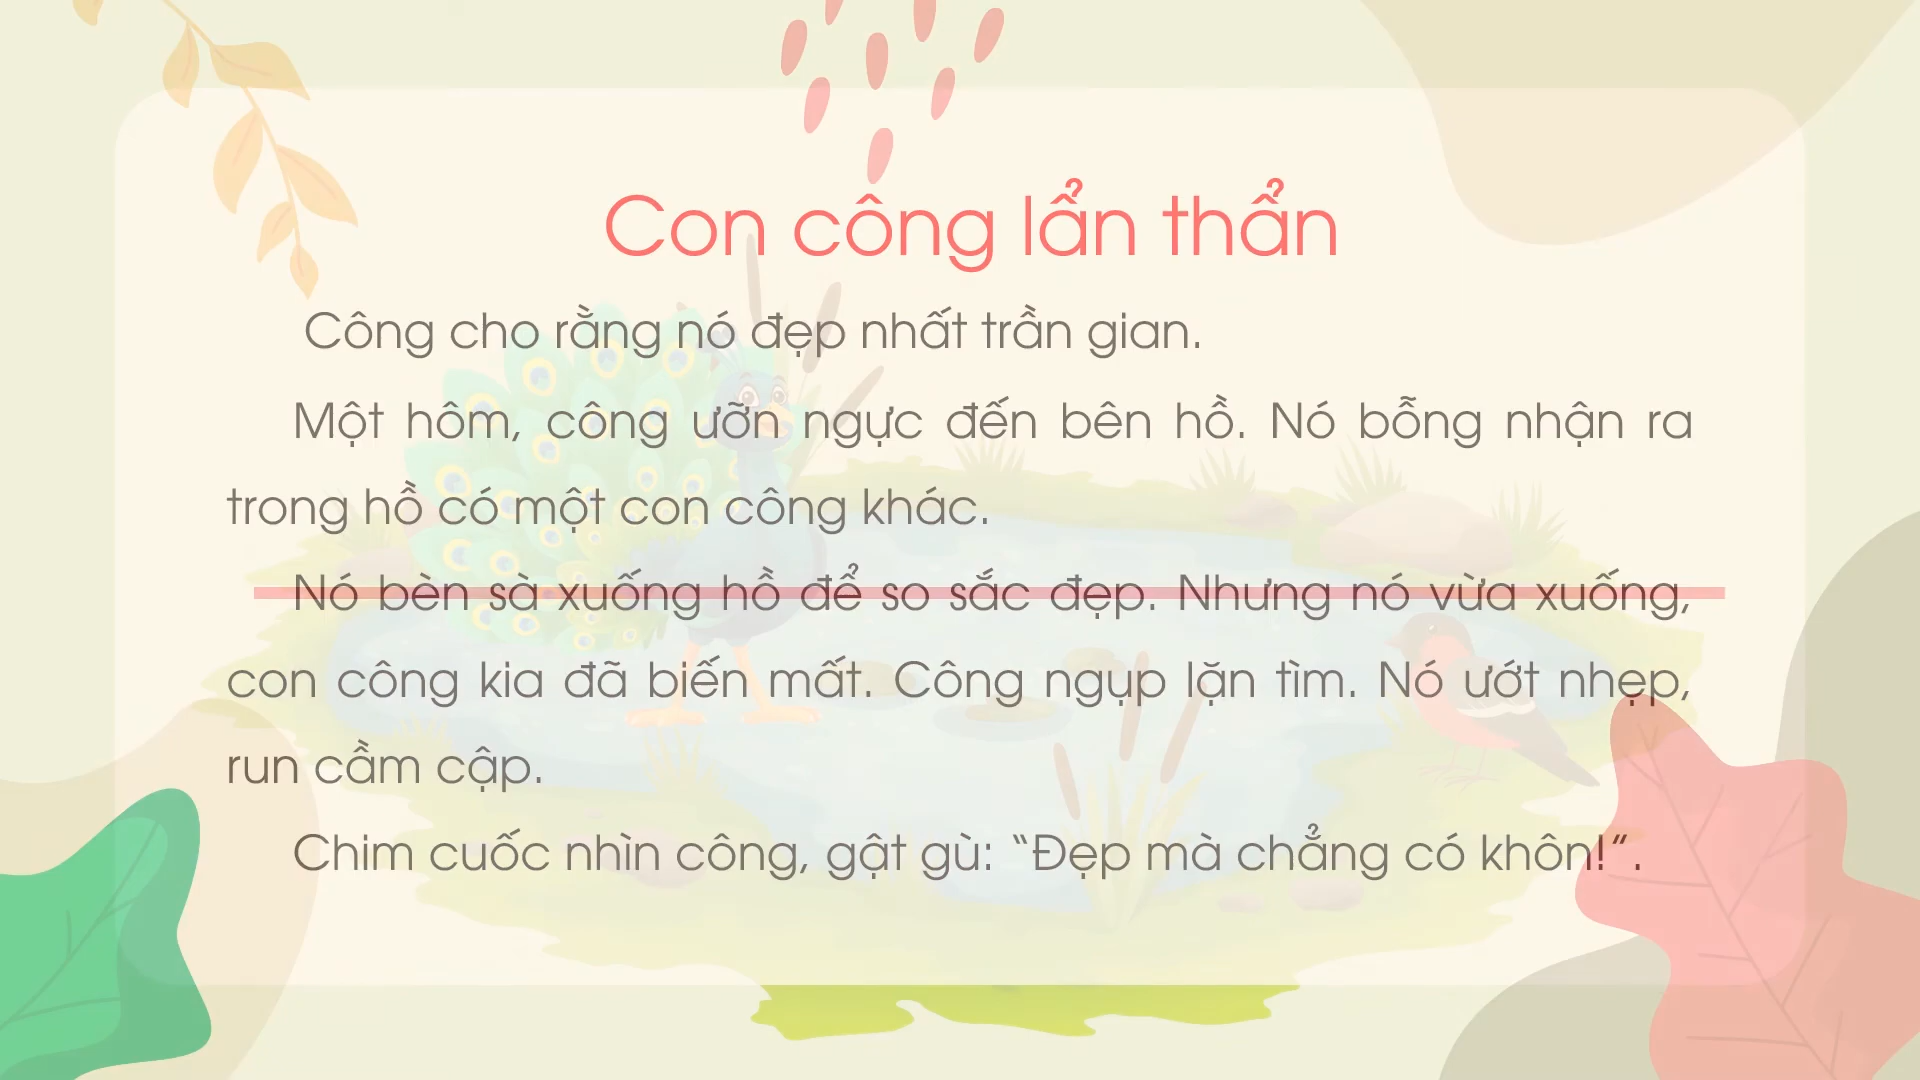 Con công lẩn thẩn
Công cho rằng nó đẹp nhất trần gian.
Một hôm, công ưỡn ngực đến bên hồ. Nó bỗng nhận ra
trong hồ có một con công khác.
Nó bèn sà xuống hồ để so sắc đẹp. Nhưng nó vừa xuống,
con công kia đã biến mất. Công ngụp lặn tìm. Nó ướt nhẹp,
run cầm cập.
Chim cuốc nhìn công, gật gù: “Đẹp mà chẳng có khôn!”.